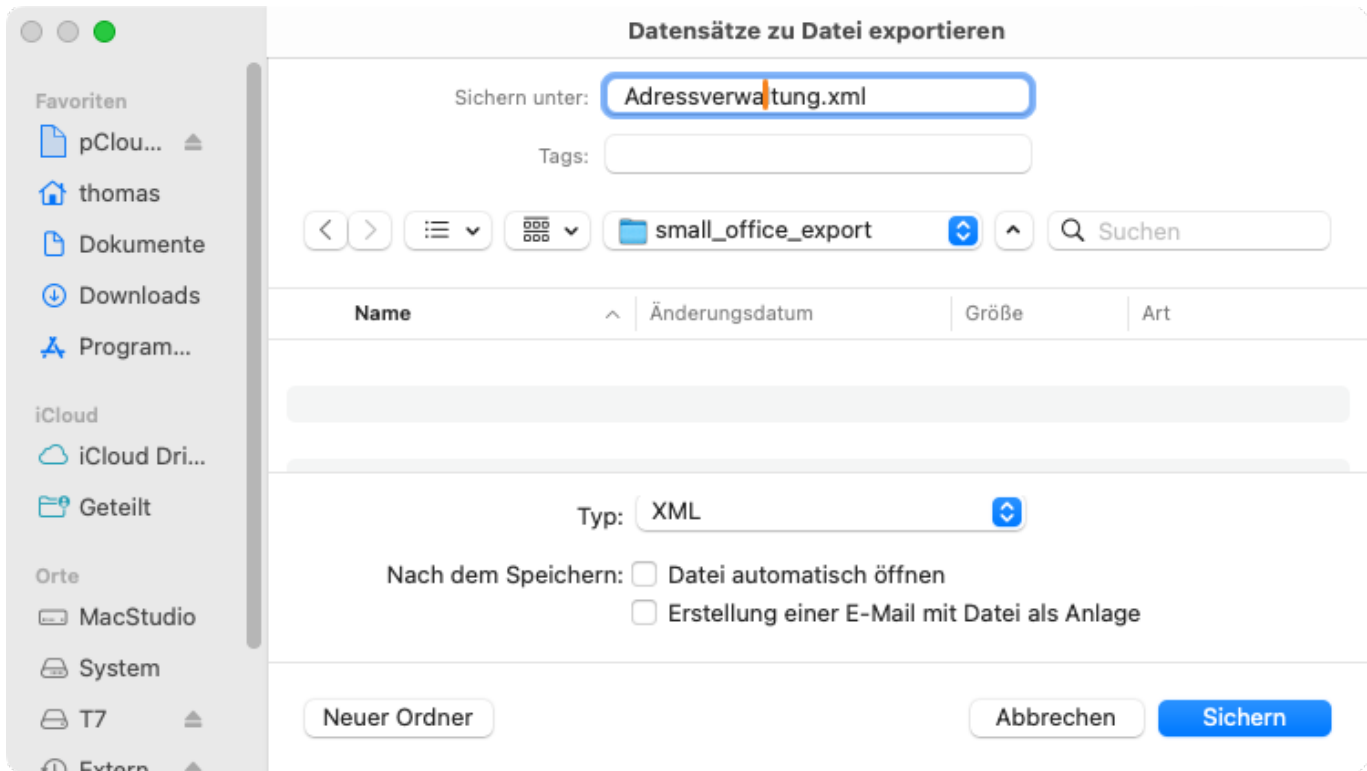 Datensätze zu Datei exportieren
Favoriten
pClou...
thomas
Dokumente
Downloads
Program...
iCloud
iCloud Dri...
Geteilt
Orte
MacStudio
System
T7
Extern
Sichern unter: Adressverwaltung.xml
Tags:
small_office_export
Suchen
Name Änderungsdatum Größe Art
Typ: XML
Nach dem Speichern: Datei automatisch öffnen
Erstellung einer E-Mail mit Datei als Anlage
Neuer Ordner Abbrechen Sichern